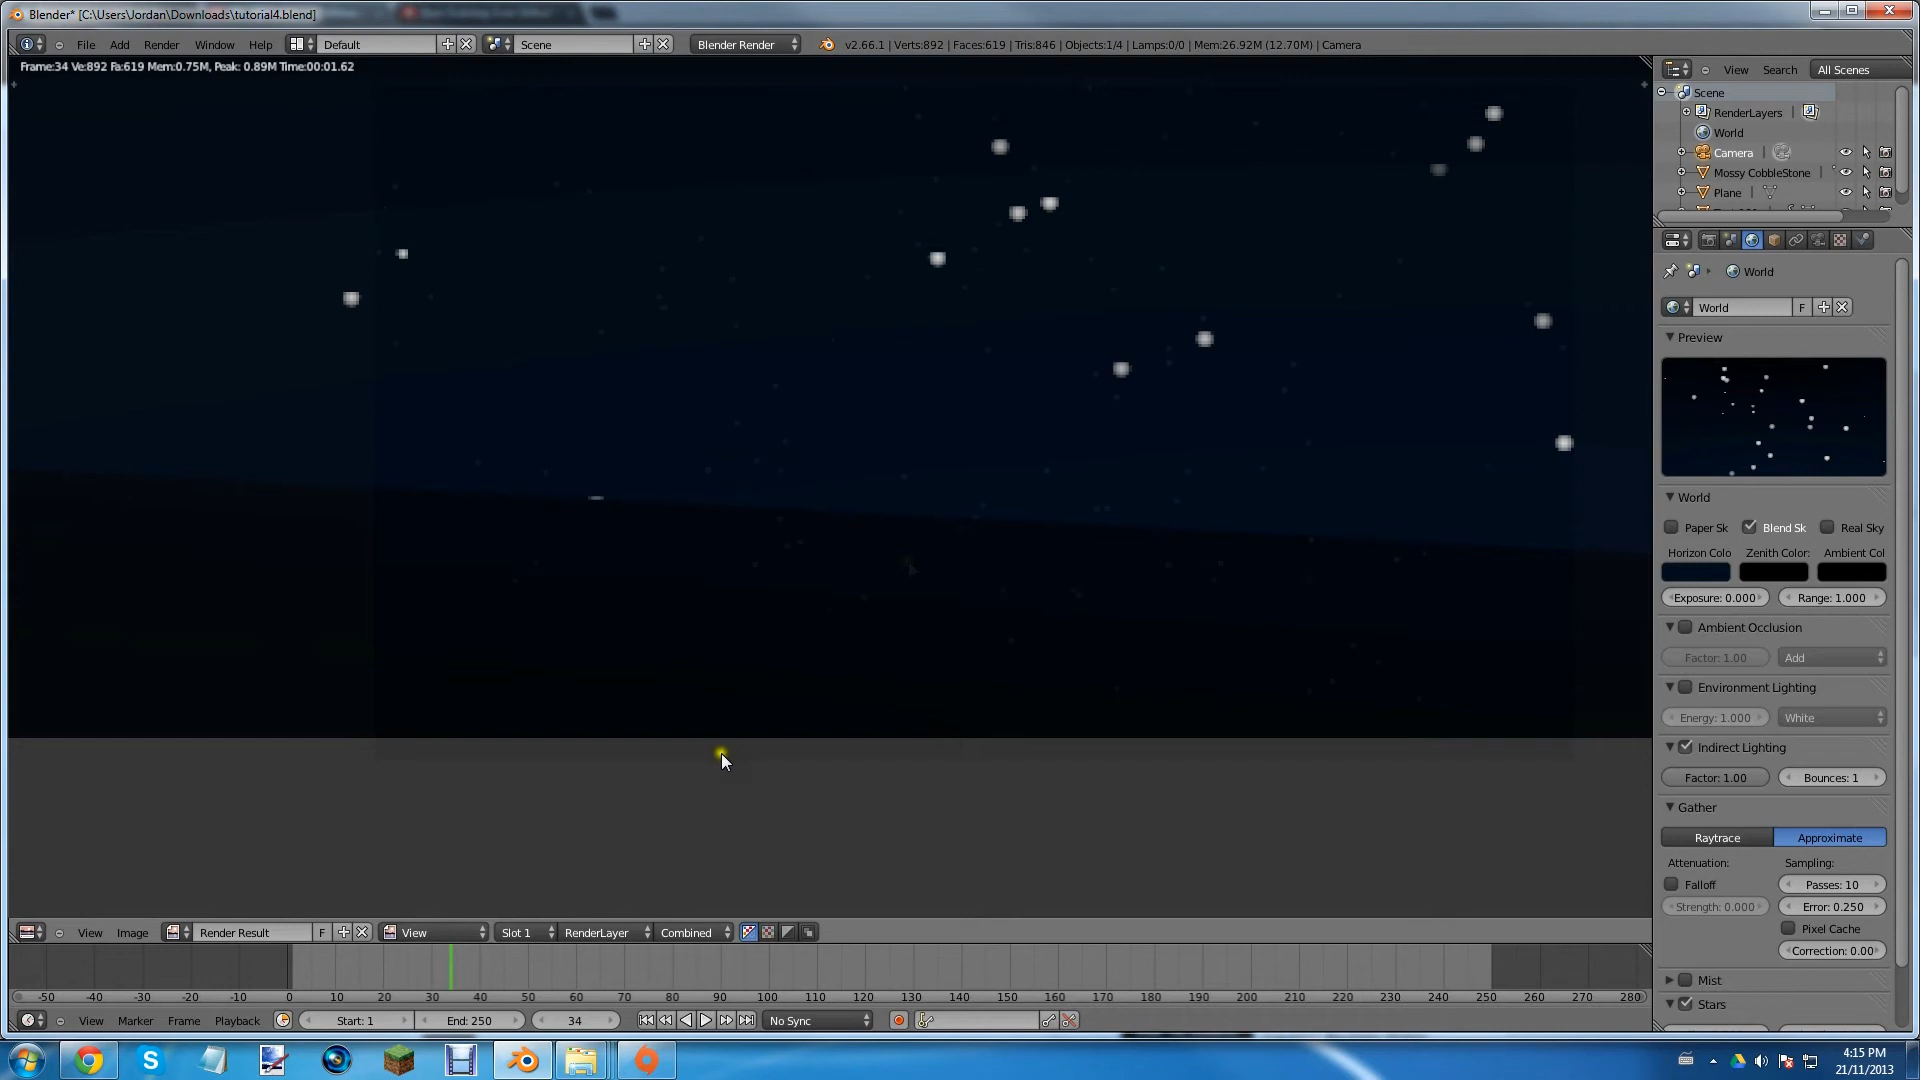 Blender* [C:\Users\Jordan\Downloads\tutorial4.blend]
File Add Render Window Help Default Scene Blender Render v2.66.1 | Verts:892 | Faces:619 | Tris:846 | Objects:1/4 | Lamps:0/0 | Mem:26.92M (12.70M) | Camera
Frame:34 Ve:892 Fa:619 Mem:0.75M, Peak: 0.89M Time:00:01.62
View Search All Scenes
Scene
RenderLayers
World
Camera
Mossy CobbleStone
Plane
World
World F
Preview
World
Paper Sk Blend Sk Real Sky
Horizon Colo Zenith Color: Ambient Col
Exposure: 0.000 Range: 1.000
Ambient Occlusion
Factor: 1.00 Add
Environment Lighting
Energy: 1.000 White
Indirect Lighting
Factor: 1.00 Bounces: 1
Gather
Raytrace Approximate
Attenuation: Sampling:
Falloff Passes: 10
Strength: 0.000 Error: 0.250
Pixel Cache
Correction: 0.00
Mist
Stars
View Image Render Result F View Slot 1 RenderLayer Combined
-50 -40 -30 -20 -10 0 10 20 30 40 50 60 70 80 90 100 110 120 130 140 150 160 170 180 190 200 210 220 230 240 250 260 270 280
View Marker Frame Playback Start: 1 End: 250 34 No Sync
4:15 PM
21/11/2013